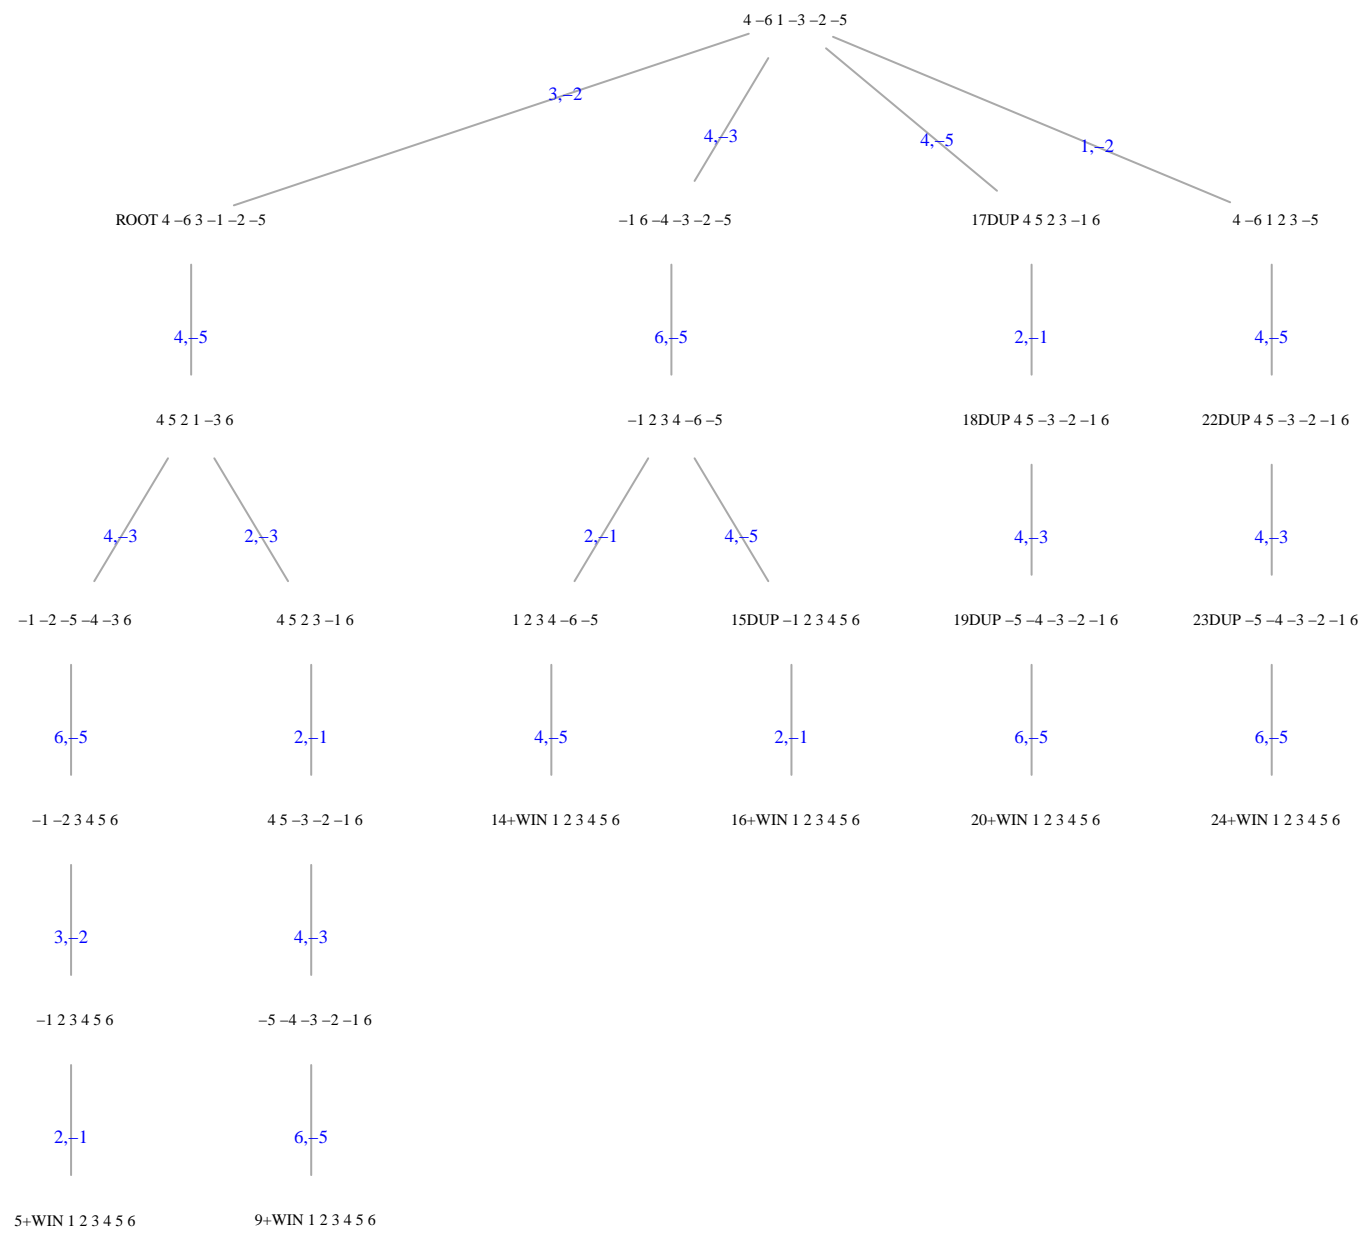 4 –6 1 –3 –2 –5
3,–2
4,–3
4,–5
1,–2
ROOT 4 –6 3 –1 –2 –5
–1 6 –4 –3 –2 –5
17DUP 4 5 2 3 –1 6
4 –6 1 2 3 –5
4,–5
6,–5
2,–1
4,–5
4 5 2 1 –3 6
–1 2 3 4 –6 –5
18DUP 4 5 –3 –2 –1 6
22DUP 4 5 –3 –2 –1 6
4,–3
2,–3
2,–1
4,–5
4,–3
4,–3
–1 –2 –5 –4 –3 6
4 5 2 3 –1 6
1 2 3 4 –6 –5
15DUP –1 2 3 4 5 6
19DUP –5 –4 –3 –2 –1 6
23DUP –5 –4 –3 –2 –1 6
6,–5
2,–1
4,–5
2,–1
6,–5
6,–5
–1 –2 3 4 5 6
4 5 –3 –2 –1 6
14+WIN 1 2 3 4 5 6
16+WIN 1 2 3 4 5 6
20+WIN 1 2 3 4 5 6
24+WIN 1 2 3 4 5 6
3,–2
4,–3
–1 2 3 4 5 6
–5 –4 –3 –2 –1 6
2,–1
6,–5
5+WIN 1 2 3 4 5 6
9+WIN 1 2 3 4 5 6